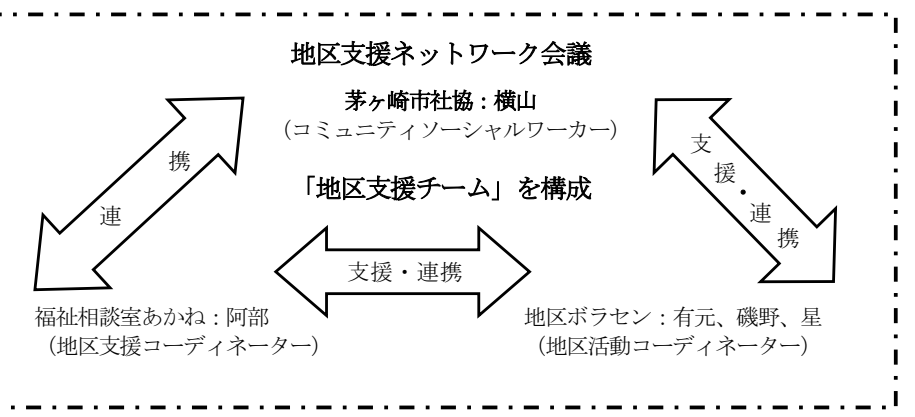 地区支援ネットワーク会議
茅ヶ崎市社協：横山
（コミュニティソーシャルワーカー）
連携
支援・連携
「地区支援チーム」を構成
支援・連携
福祉相談室あかね：阿部
（地区支援コーディネーター）
地区ボラセン：有元、磯野、星
（地区活動コーディネーター）